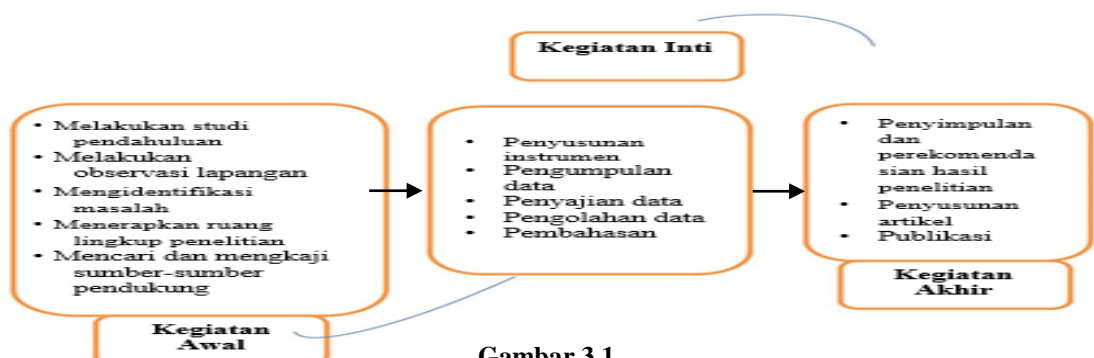 Kegiatan Inti
• Melakukan studi
pendahuluan
• Melakukan
observasi lapangan
• Mengidentifikasi
masalah
• Menerapkan ruang
lingkup penelitian
• Mencari dan mengkaji
sumber-sumber
pendukung
Kegiatan
Awal
• Penyusunan
instrumen
• Pengumpulan
data
• Penyajian data
• Pengolahan data
• Pembahasan
• Penyimpulan
dan
perekomenda
sian hasil
penelitian
• Penyusunan
artikel
• Publikasi
Kegiatan
Akhir
Gambar 3.1